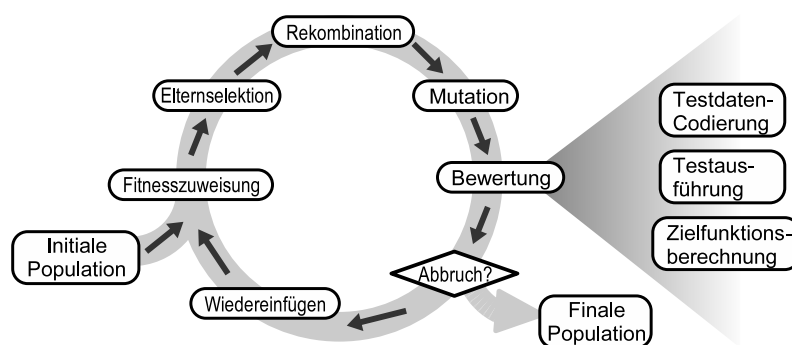 Rekombination
Elternselektion
Mutation
Testdaten-
Codierung
Fitnesszuweisung
Bewertung
Testaus-
führung
Initiale
Population
Abbruch?
Zielfunktions-
berechnung
Wiedereinfügen
Finale
Population